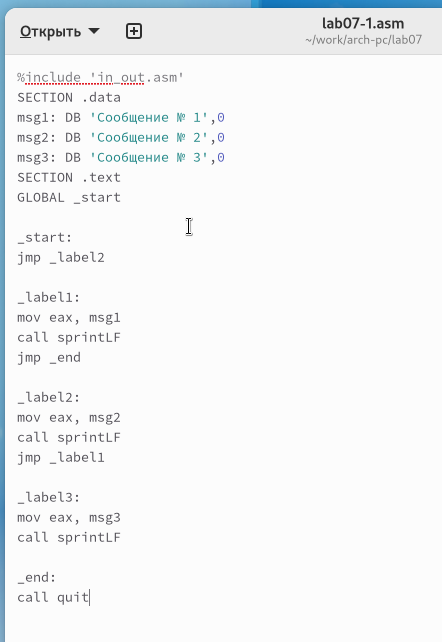 Открыть
lab07-1.asm
~/work/arch-pc/lab07
%include 'in_out.asm'
SECTION .data
msg1: DB 'Сообщение № 1',0
msg2: DB 'Сообщение № 2',0
msg3: DB 'Сообщение № 3',0
SECTION .text
GLOBAL _start
_start:
jmp _label2
_label1:
mov eax, msg1
call sprintLF
jmp _end
_label2:
mov eax, msg2
call sprintLF
jmp _label1
_label3:
mov eax, msg3
call sprintLF
_end:
call quit